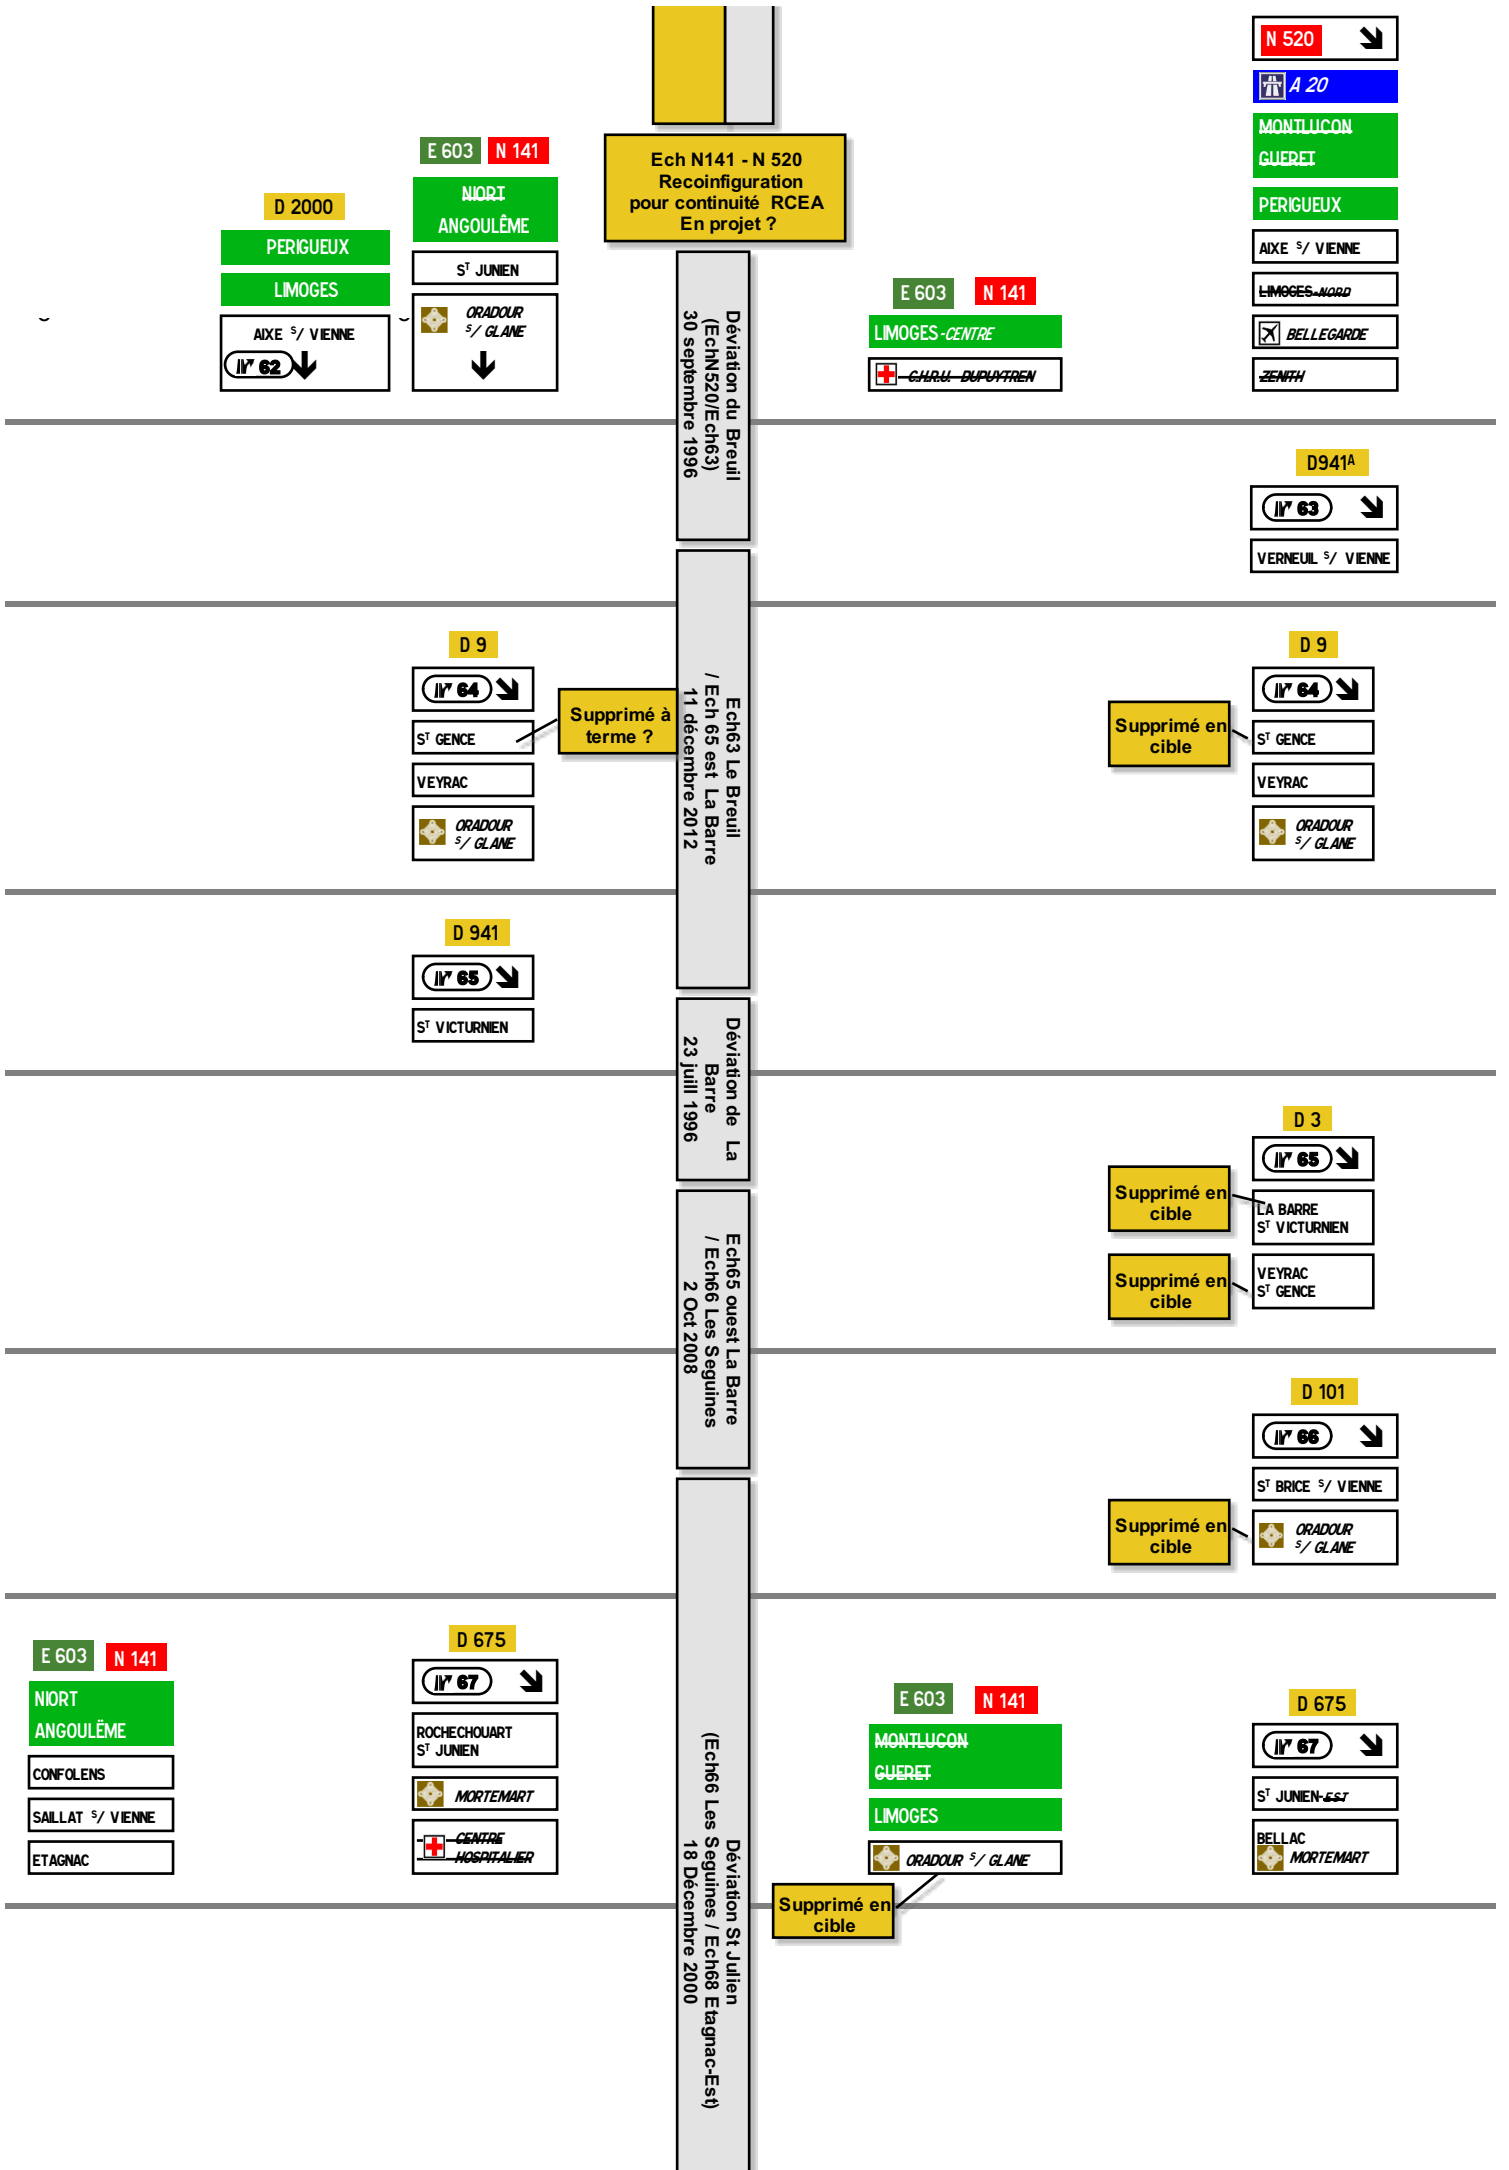 N 520
A 20
MONTLUCON
GUERET
PERIGUEUX
AIXE S/ VIENNE
LIMOGES-NORD
BELLEGARDE
ZENITH
Ech N141 - N 520
Recoinfiguration
pour continuité RCEA
En projet ?
E 603 N 141
NIORT
ANGOULÊME
ST JUNIEN
ORADOUR
S/ GLANE
D 2000
PERIGUEUX
LIMOGES
AIXE S/ VIENNE
62
E 603 N 141
LIMOGES-CENTRE
C.H.R.U. DUPUYTREN
Déviation du Breuil
(EchN520/Ech63)
30 septembre 1996
D941A
63
VERNEUIL S/ VIENNE
Ech63 Le Breuil
/ Ech 65 est La Barre
11 décembre 2012
D 9
64
ST GENCE
VEYRAC
ORADOUR
S/ GLANE
Supprimé à
terme ?
D 9
64
ST GENCE
VEYRAC
ORADOUR
S/ GLANE
Supprimé en
cible
D 941
65
ST VICTURNIEN
Déviation de La
Barre
23 juill 1996
D 3
65
LA BARRE
ST VICTURNIEN
VEYRAC
ST GENCE
Supprimé en
cible
Supprimé en
cible
Ech65 ouest La Barre
/ Ech66 Les Seguines
2 Oct 2008
D 101
66
ST BRICE S/ VIENNE
ORADOUR
S/ GLANE
Supprimé en
cible
E 603 N 141
NIORT
ANGOULËME
CONFOLENS
SAILLAT S/ VIENNE
ETAGNAC
D 675
67
ROCHECHOUART
ST JUNIEN
MORTEMART
CENTRE
HOSPITALIER
Déviation St Julien
(Ech66 Les Seguines / Ech68 Etagnac-Est)
18 Décembre 2000
E 603 N 141
MONTLUCON
GUERET
LIMOGES
ORADOUR S/ GLANE
Supprimé en
cible
D 675
67
ST JUNIEN-EST
BELLAC
MORTEMART